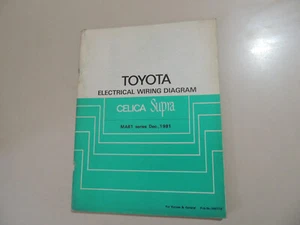 TOYOTA
ELECTRICAL WIRING DIAGRAM
CELICA Supra
MA61 series Dec., 1981